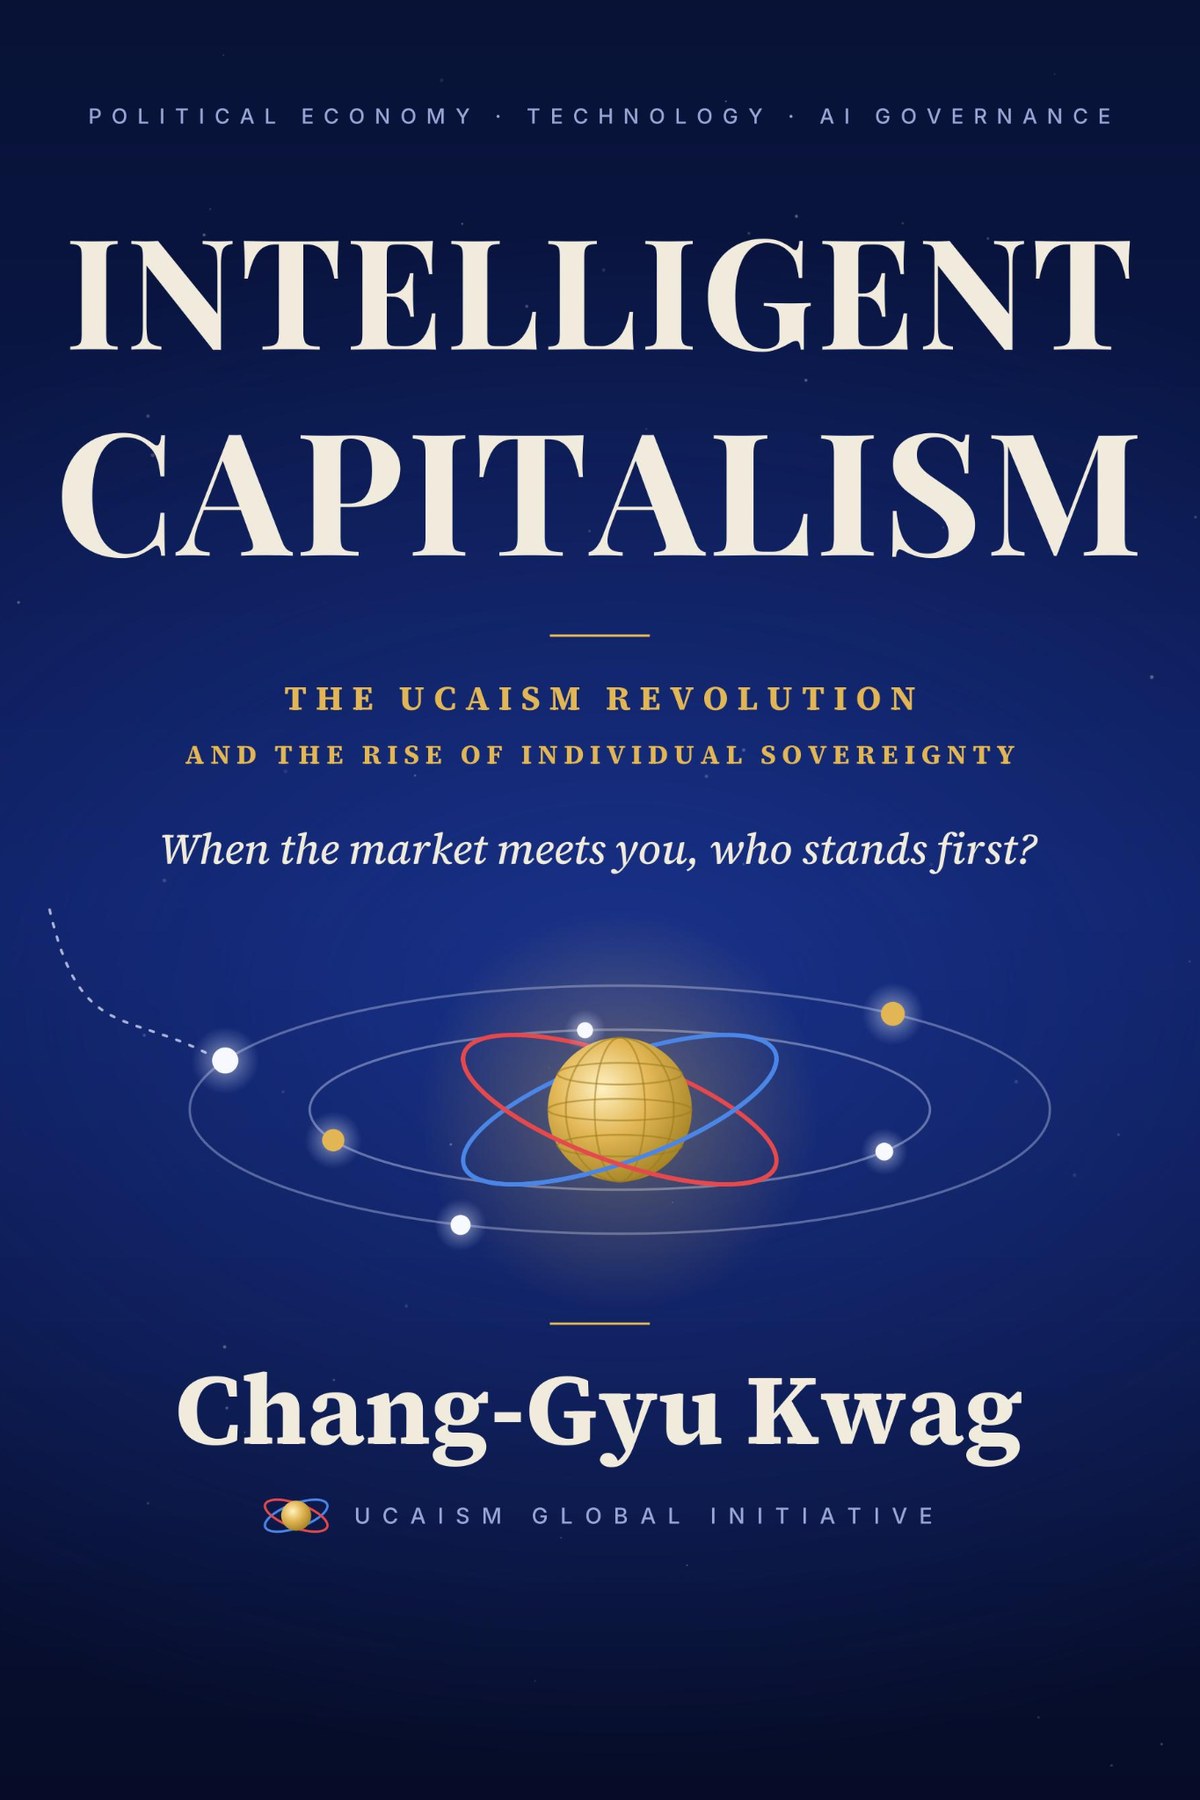 POLITICAL ECONOMY · TECHNOLOGY · AI GOVERNANCE
INTELLIGENT
CAPITALISM
THE UCAISM REVOLUTION
AND THE RISE OF INDIVIDUAL SOVEREIGNTY
When the market meets you, who stands first?
Chang-Gyu Kwag
UCAISM GLOBAL INITIATIVE